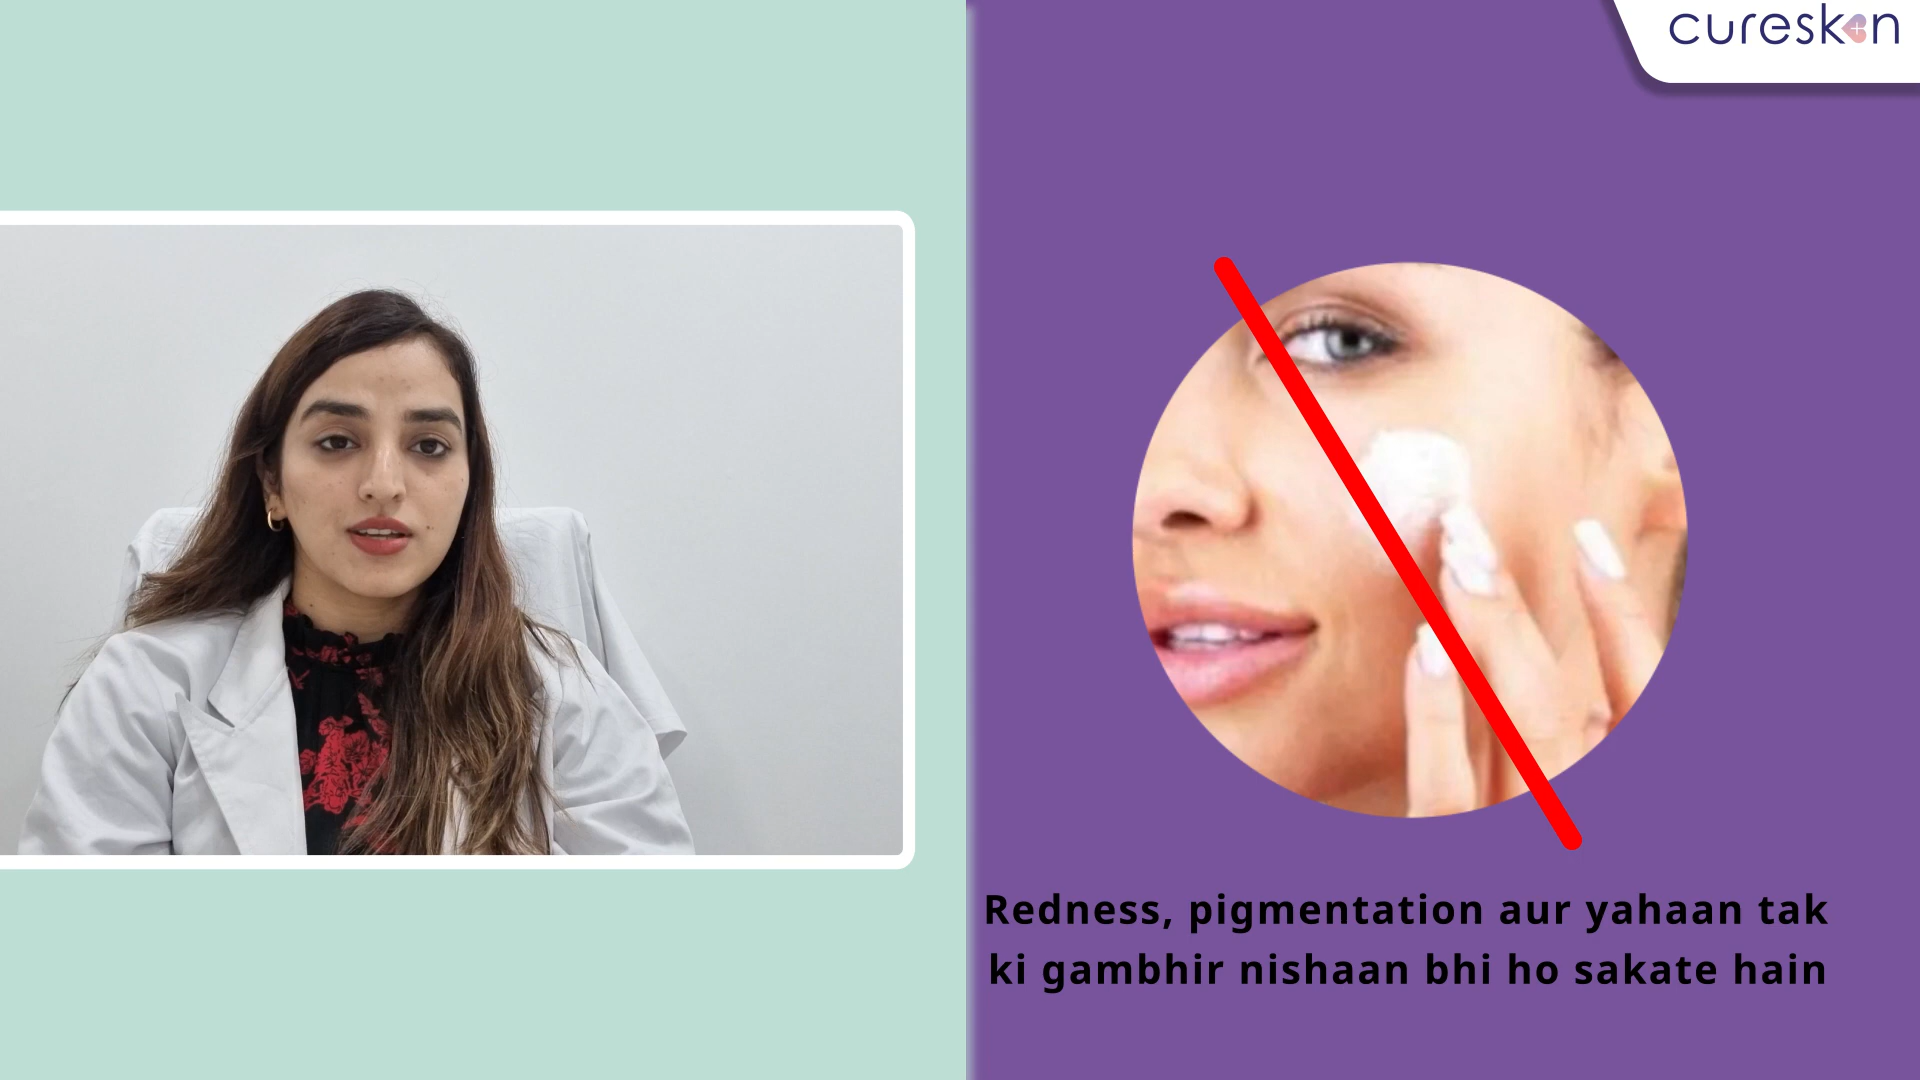 cureskin
Redness, pigmentation aur yahaan tak
ki gambhir nishaan bhi ho sakate hain